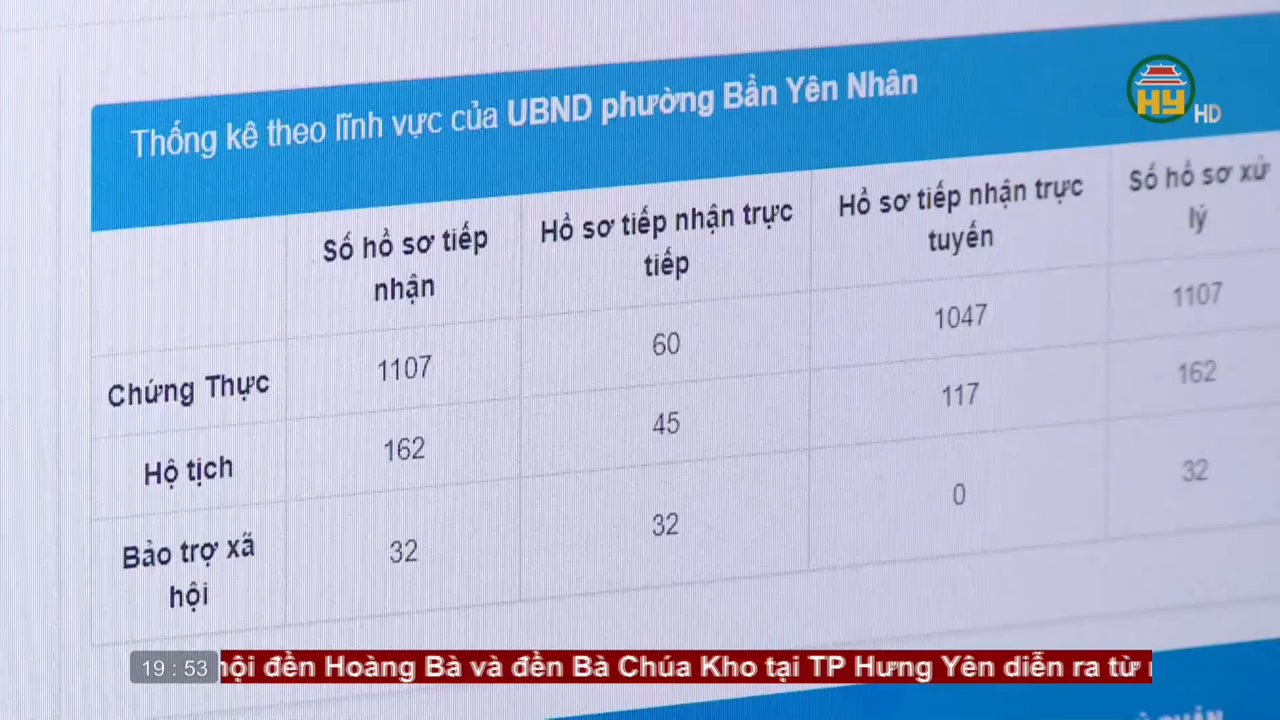 Thống kê theo lĩnh vực của UBND phường Bần Yên Nhân
HY HD
Số hồ sơ tiếp
nhận
Hồ sơ tiếp nhận trực
tiếp
Hồ sơ tiếp nhận trực
tuyến
Số hồ sơ xử
lý
Chứng Thực 1107 60 1047 1107
Hộ tịch 162 45 117 162
Bảo trợ xã
hội
32 32 0 32
19 : 53 hội đền Hoàng Bà và đền Bà Chúa Kho tại TP Hưng Yên diễn ra từ